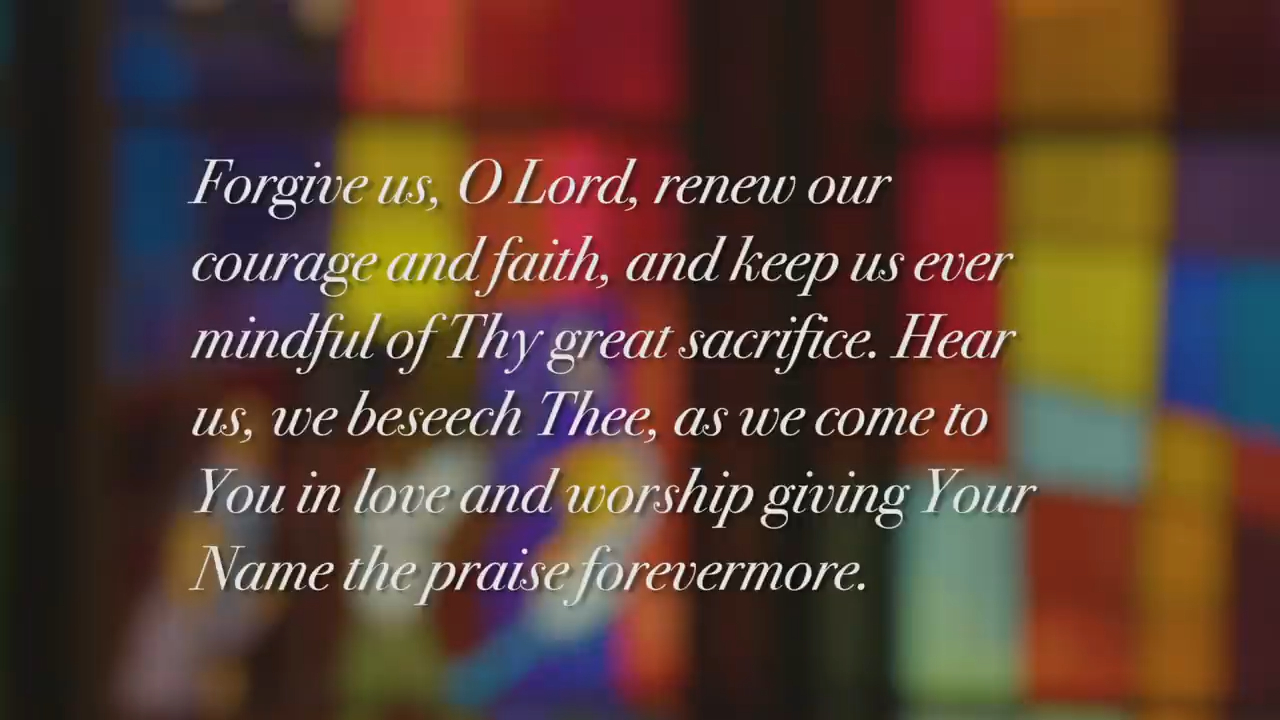 Forgive us, O Lord, renew our
courage and faith, and keep us ever
mindful of Thy great sacrifice. Hear
us, we beseech Thee, as we come to
You in love and worship giving Your
Name the praise forevermore.